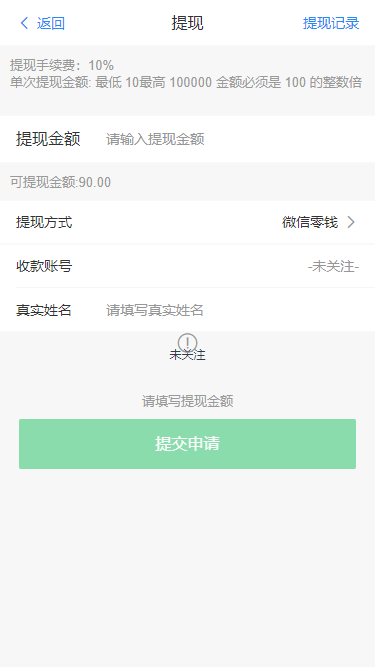 返回
提现
提现记录
提现手续费：10%
单次提现金额: 最低 10最高 100000 金额必须是 100 的整数倍
提现金额 请输入提现金额
可提现金额:90.00
提现方式 微信零钱
收款账号 -未关注-
真实姓名 请填写真实姓名
未关注
请填写提现金额
提交申请